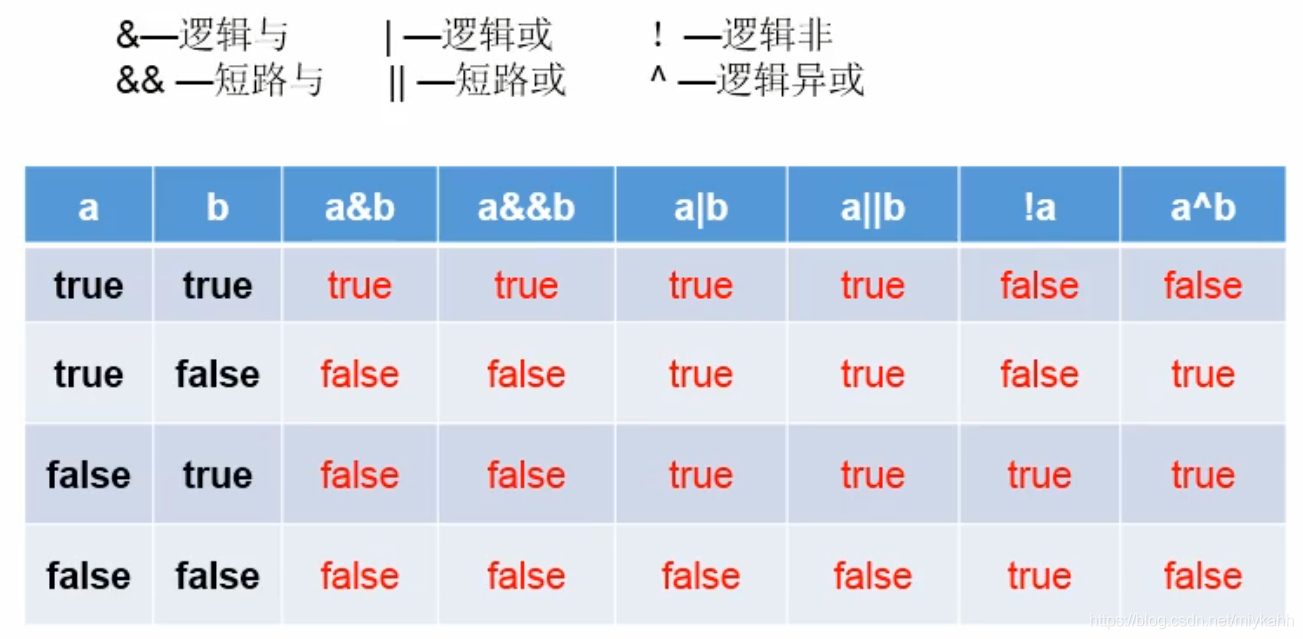 &—逻辑与 | —逻辑或 ! —逻辑非
&& —短路与 || —短路或 ^ —逻辑异或
a b a&b a&&b a|b a||b !a a^b
true true true true true true false false
true false false false true true false true
false true false false true true true true
false false false false false false true false
https://blog.csdn.net/miykahh